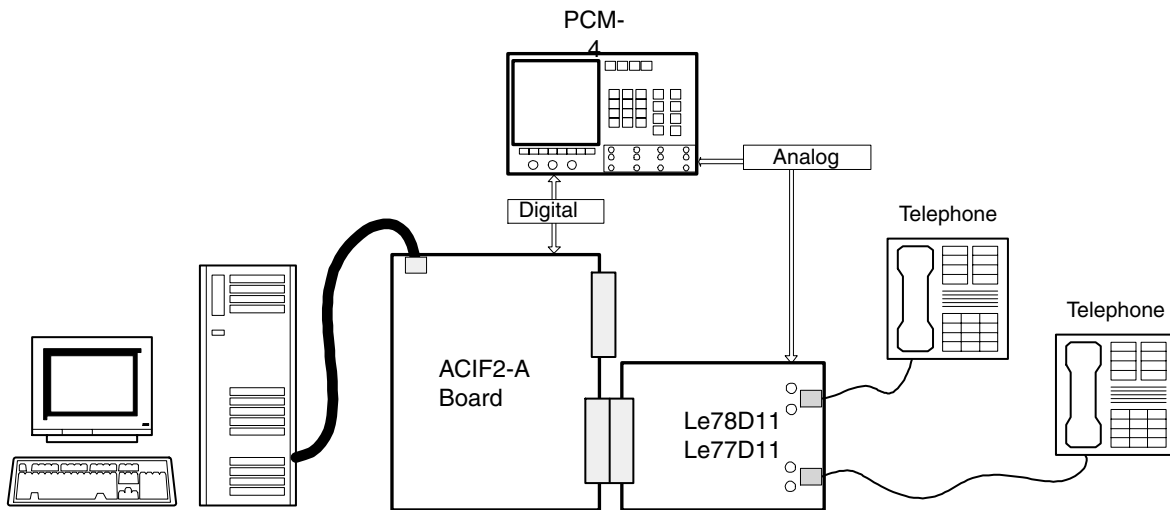 PCM-
4
Analog
Digital
Telephone
Telephone
ACIF2-A
Board
Le78D11
Le77D11